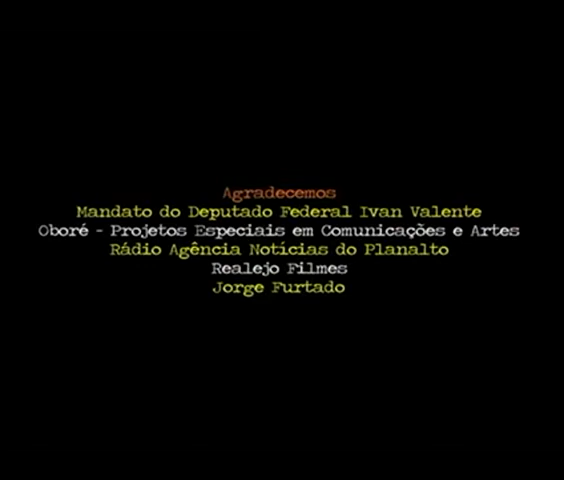 Agradecemos
Mandato do Deputado Federal Ivan Valente
Oboré - Projetos Especiais em Comunicações e Artes
Rádio Agência Notícias do Planalto
Realejo Filmes
Jorge Furtado